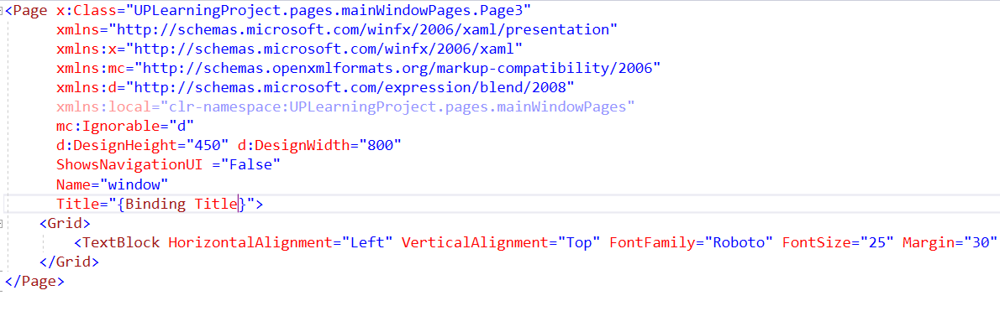 <Page x:Class="UPLearningProject.pages.mainWindowPages.Page3"
xmlns="http://schemas.microsoft.com/winfx/2006/xaml/presentation"
xmlns:x="http://schemas.microsoft.com/winfx/2006/xaml"
xmlns:mc="http://schemas.openxmlformats.org/markup-compatibility/2006"
xmlns:d="http://schemas.microsoft.com/expression/blend/2008"
xmlns:local="clr-namespace:UPLearningProject.pages.mainWindowPages"
mc:Ignorable="d"
d:DesignHeight="450" d:DesignWidth="800"
ShowsNavigationUI ="False"
Name="window"
Title="{Binding Title}">
<Grid>
<TextBlock HorizontalAlignment="Left" VerticalAlignment="Top" FontFamily="Roboto" FontSize="25" Margin="30"
</Grid>
</Page>